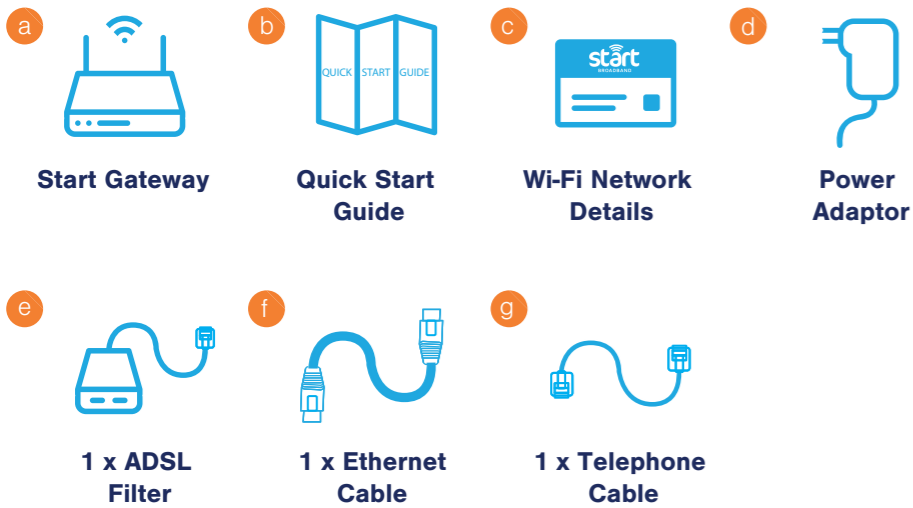 a
b
c
d
QUICK START GUIDE
start
BROADBAND
Start Gateway
Quick Start
Guide
Wi-Fi Network
Details
Power
Adaptor
e
f
g
1 x ADSL
Filter
1 x Ethernet
Cable
1 x Telephone
Cable